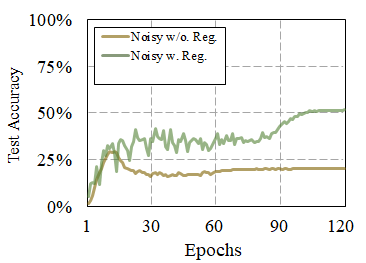 100%
Noisy w/o. Reg.
Noisy w. Reg.
75%
50%
25%
0%
Test Accuracy
1 30 60 90 120
Epochs